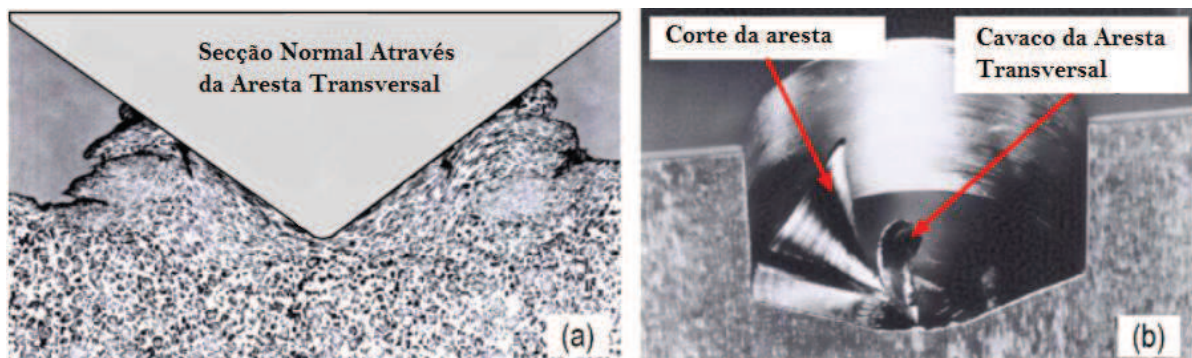 Secção Normal Através
da Aresta Transversal
(a)
Corte da aresta
Cavaco da Aresta
Transversal
(b)